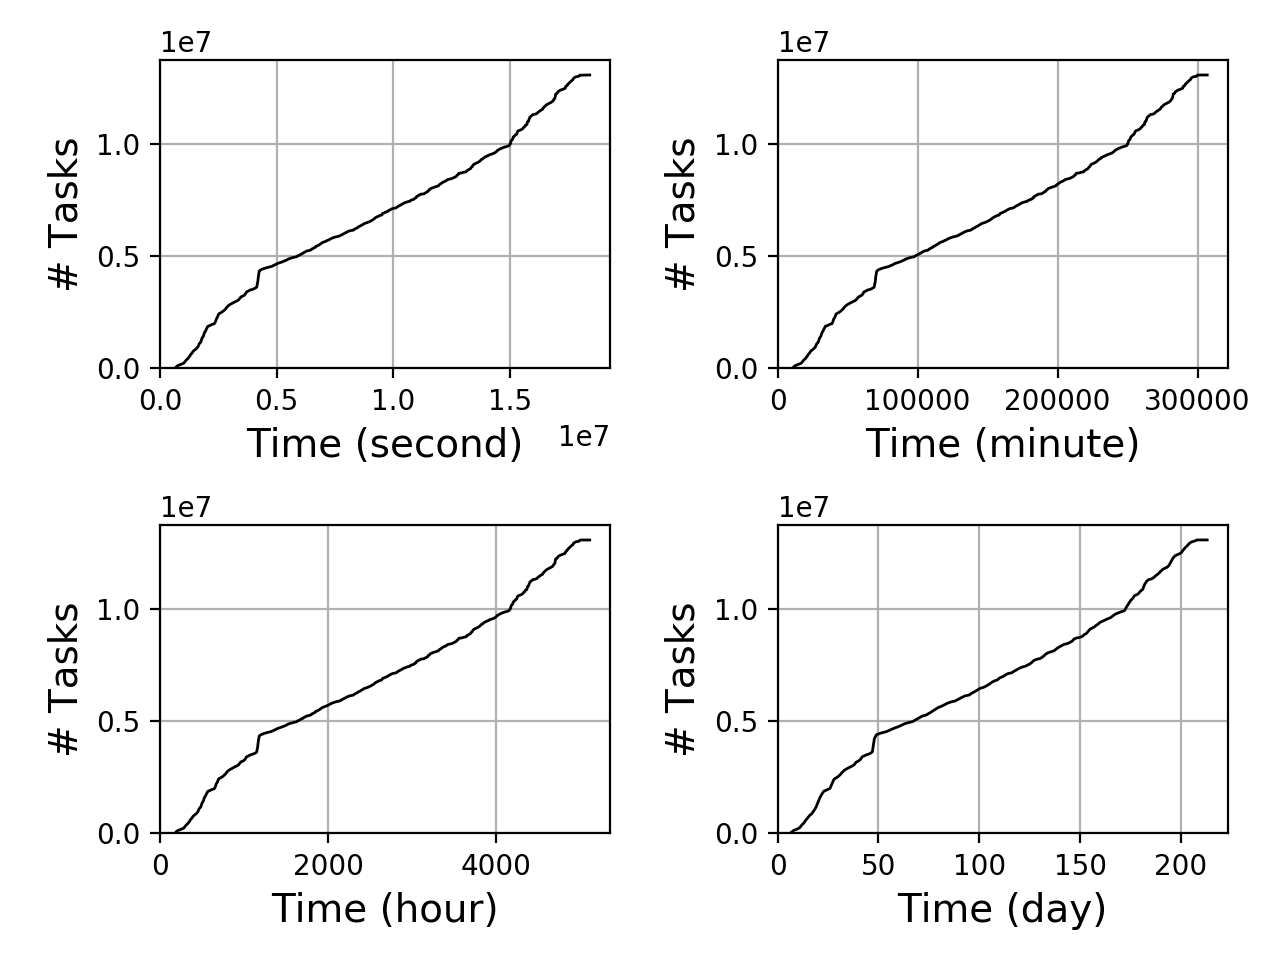 1e7
# Tasks
1.0
0.5
0.0
0.0 0.5 1.0 1.5
Time (second) 1e7
1e7
# Tasks
1.0
0.5
0.0
0 100000 200000 300000
Time (minute)
1e7
# Tasks
1.0
0.5
0.0
0 2000 4000
Time (hour)
1e7
# Tasks
1.0
0.5
0.0
0 50 100 150 200
Time (day)